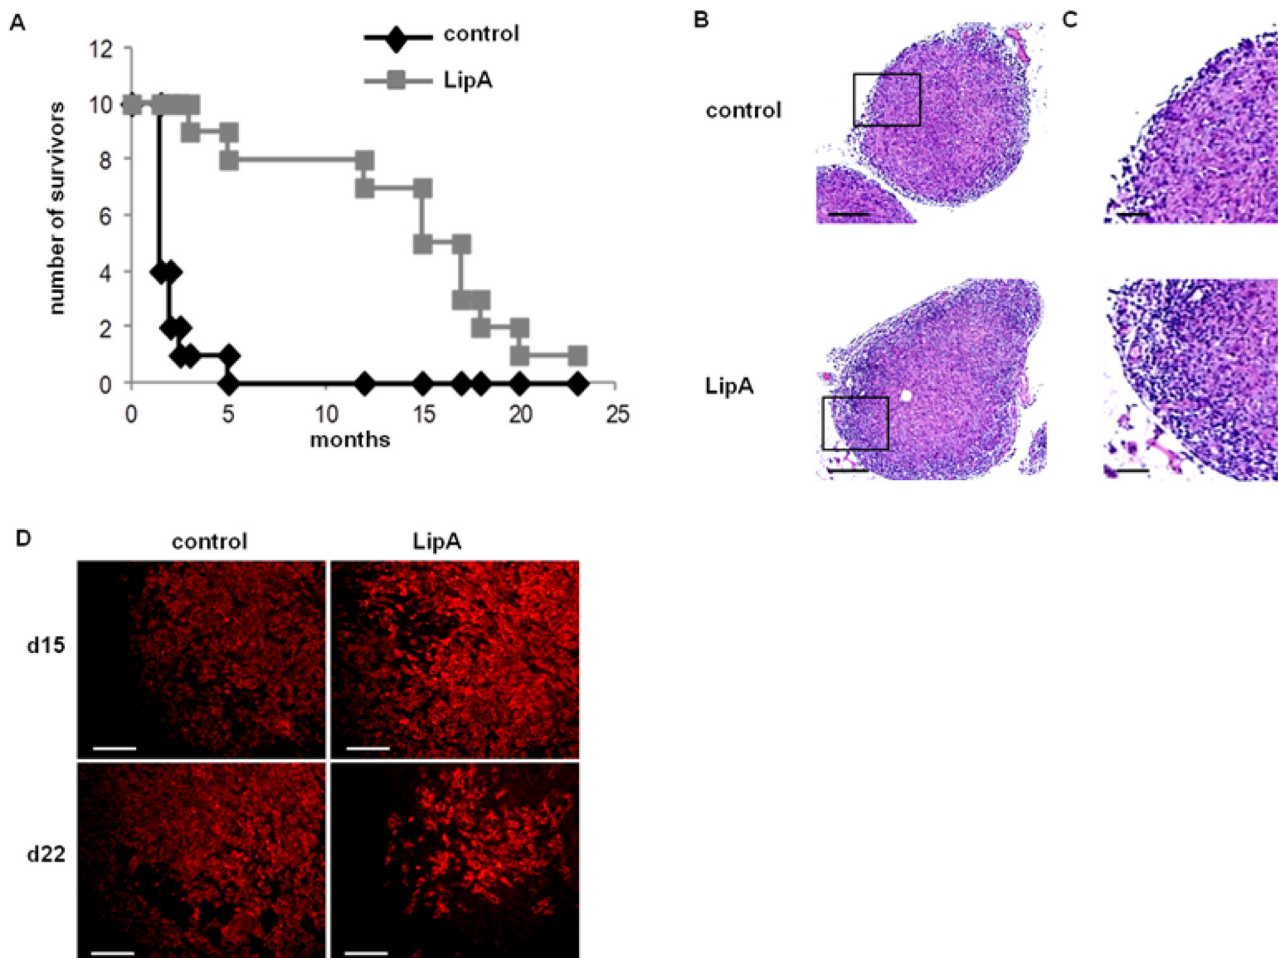 A
control
LipA
12
10
8
6
4
2
0
number of survivors
0 5 10 15 20 25
months
B C
control
LipA
D
control LipA
d15
d22